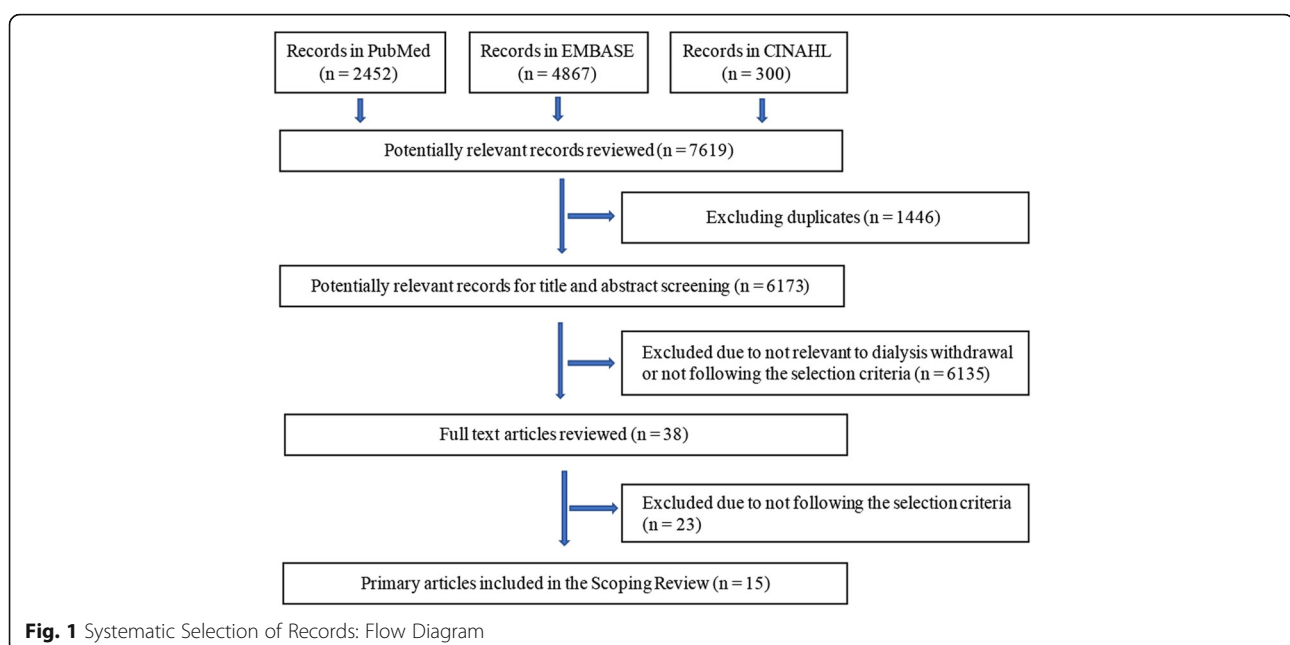 Records in PubMed
(n = 2452)
Records in EMBASE
(n = 4867)
Records in CINAHL
(n = 300)
Potentially relevant records reviewed (n = 7619)
Excluding duplicates (n = 1446)
Potentially relevant records for title and abstract screening (n = 6173)
Excluded due to not relevant to dialysis withdrawal
or not following the selection criteria (n = 6135)
Full text articles reviewed (n = 38)
Excluded due to not following the selection criteria
(n = 23)
Primary articles included in the Scoping Review (n = 15)
Fig. 1 Systematic Selection of Records: Flow Diagram